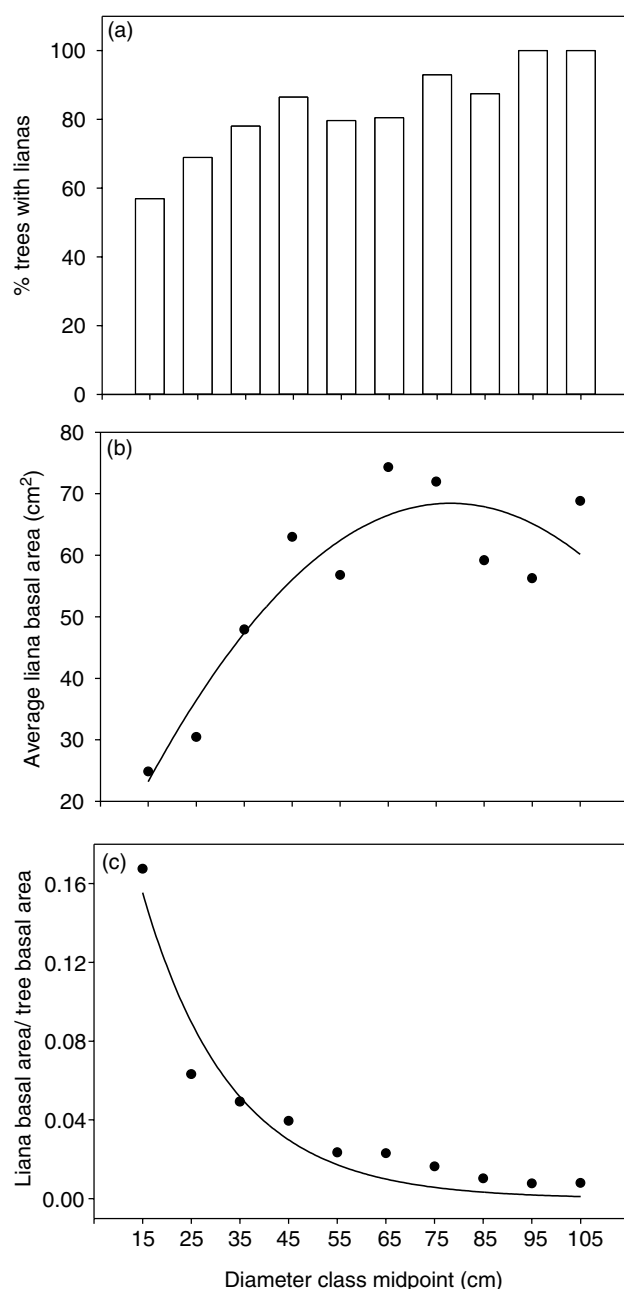 (a)
100
80
60
40
20
0
% trees with lianas
(b)
80
70
60
50
40
30
20
Average liana basal area (cm²)
(c)
0.16
0.12
0.08
0.04
0.00
Liana basal area/ tree basal area
15 25 35 45 55 65 75 85 95 105
Diameter class midpoint (cm)